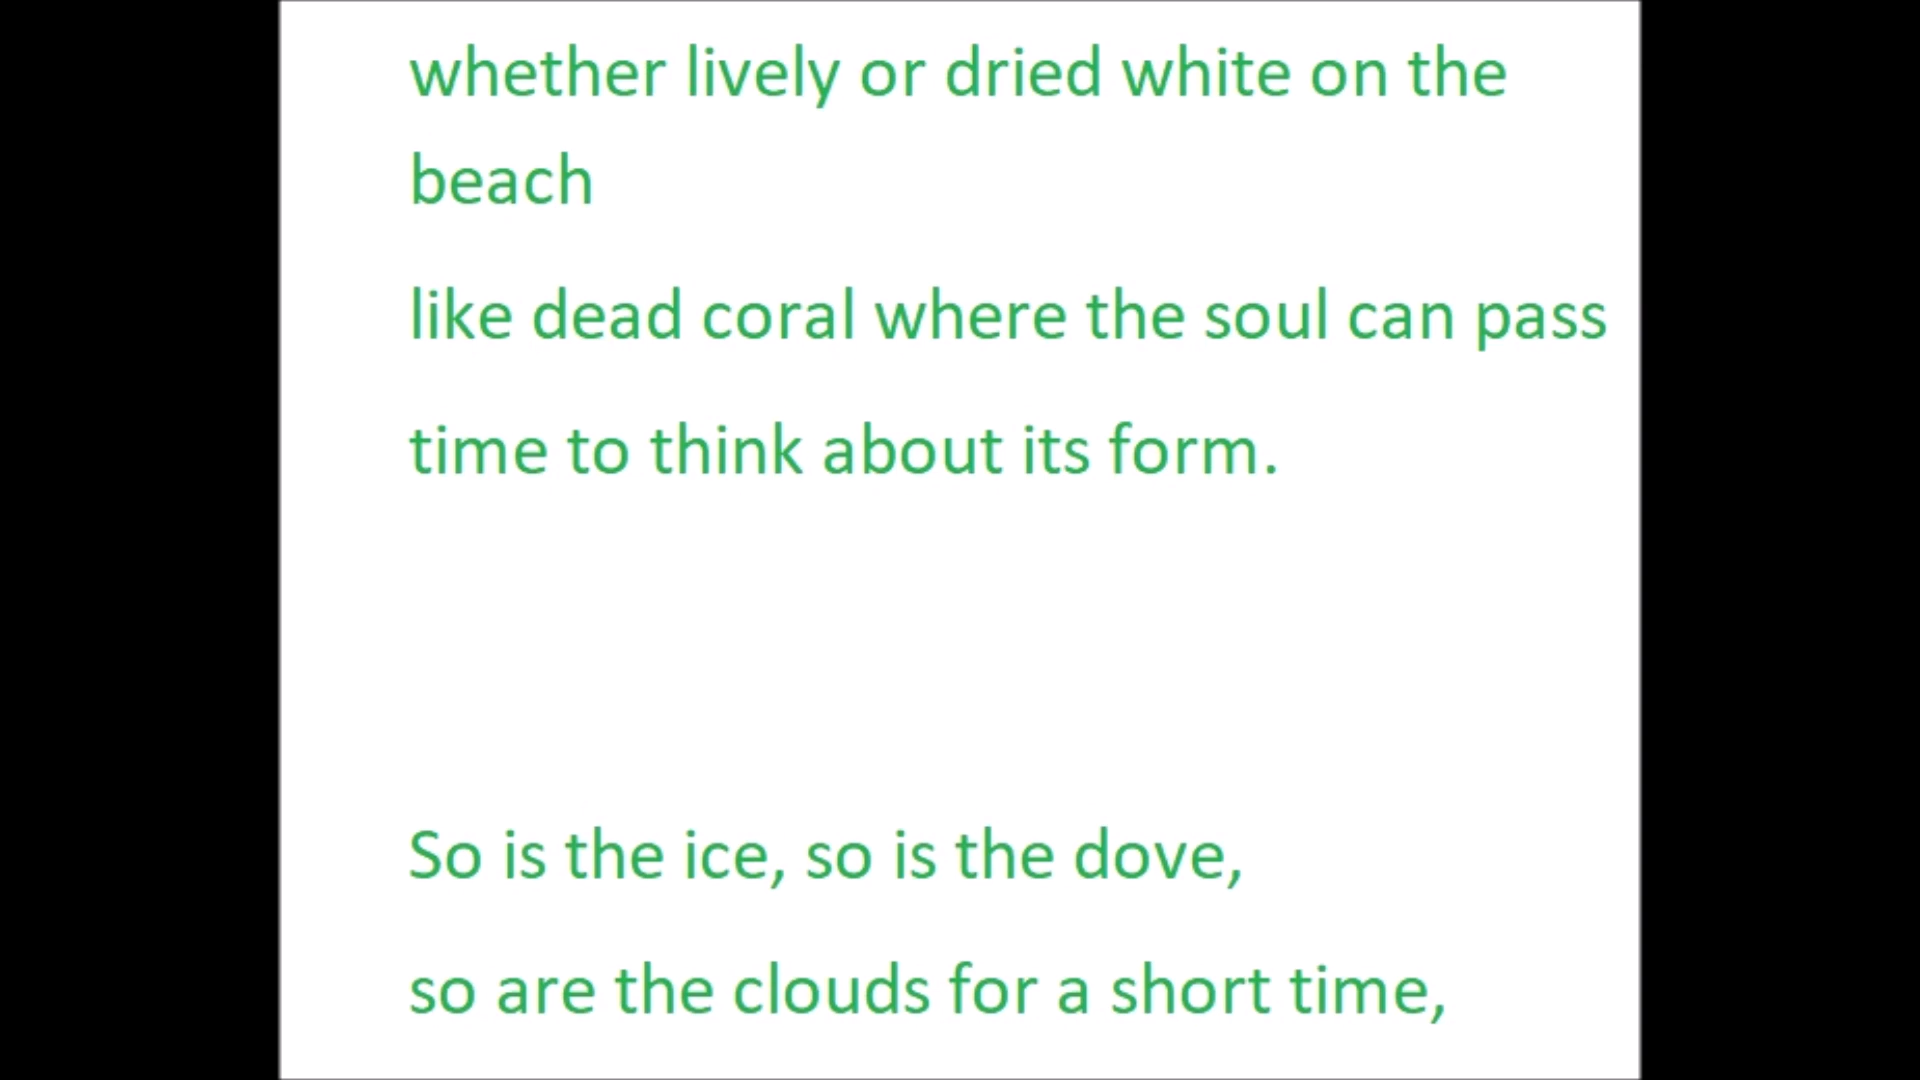 whether lively or dried white on the
beach
like dead coral where the soul can pass
time to think about its form.
So is the ice, so is the dove,
so are the clouds for a short time,